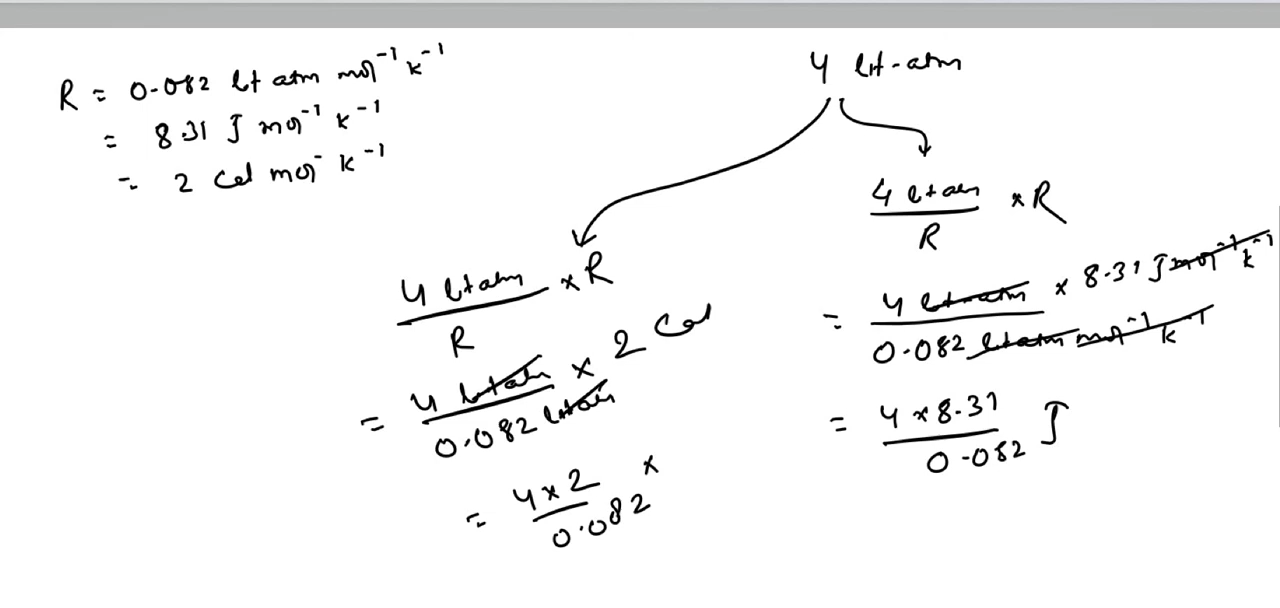 R = 0.082 lt atm mol⁻¹ k⁻¹
= 8.31 J mol⁻¹ k⁻¹
= 2 Cal mol⁻ k⁻¹
4 lit-atm
4 lt atm / R × R
= 4 lt atm / 0.082 lt atm × 2 Cal
= 4 × 2 / 0.082 ×
4 lt atm / R × R
= 4 lt-atm / 0.082 lt atm mol⁻¹ k⁻¹ × 8.31 J mol⁻¹ k⁻¹
= 4 × 8.31 / 0.082 J